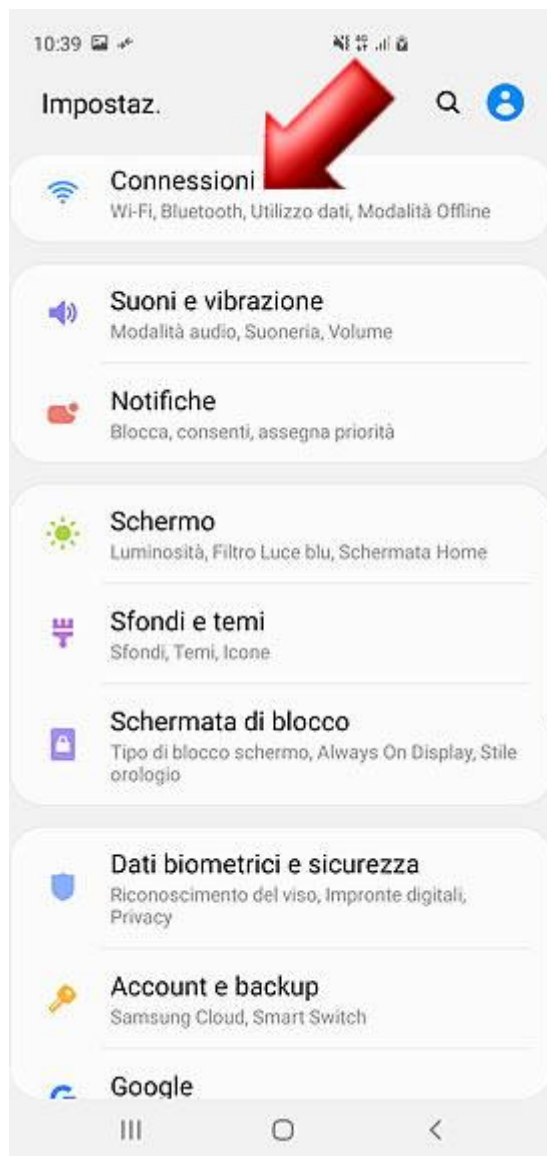 10:39
Impostaz.
Connessioni
Wi-Fi, Bluetooth, Utilizzo dati, Modalità Offline
Suoni e vibrazione
Modalità audio, Suoneria, Volume
Notifiche
Blocca, consenti, assegna priorità
Schermo
Luminosità, Filtro Luce blu, Schermata Home
Sfondi e temi
Sfondi, Temi, Icone
Schermata di blocco
Tipo di blocco schermo, Always On Display, Stile
orologio
Dati biometrici e sicurezza
Riconoscimento del viso, Impronte digitali,
Privacy
Account e backup
Samsung Cloud, Smart Switch
Google